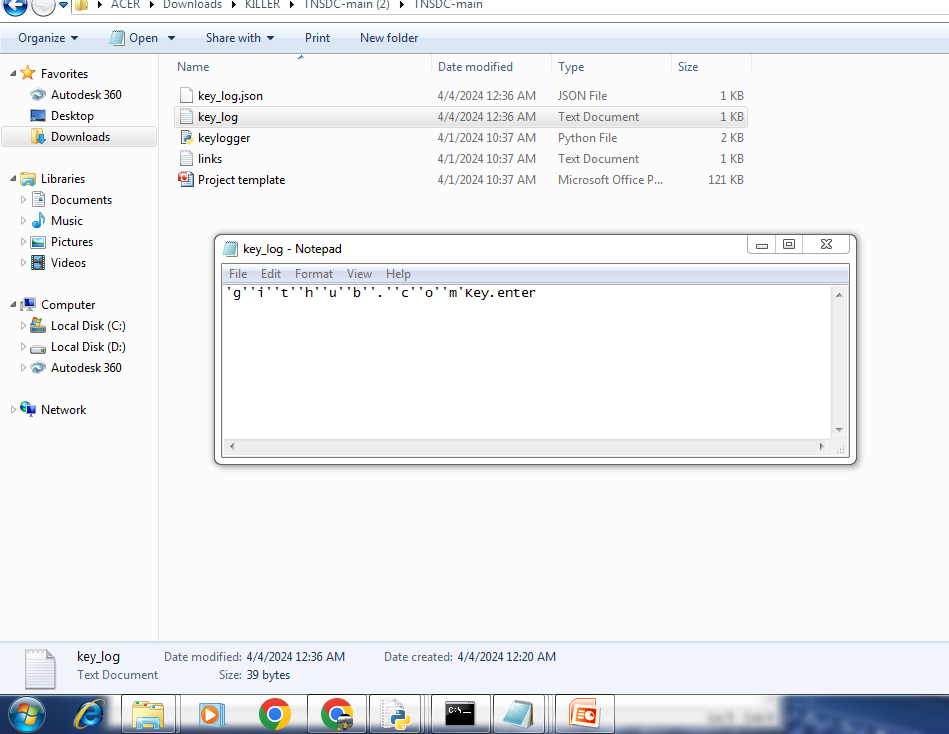 ACER Downloads KILLER TNSDC-main (2) TNSDC-main
Organize Open Share with Print New folder
Name Date modified Type Size
Favorites
Autodesk 360
Desktop
Downloads
Libraries
Documents
Music
Pictures
Videos
Computer
Local Disk (C:)
Local Disk (D:)
Autodesk 360
Network
key_log.json 4/4/2024 12:36 AM JSON File 1 KB
key_log 4/4/2024 12:36 AM Text Document 1 KB
keylogger 4/1/2024 10:37 AM Python File 2 KB
links 4/1/2024 10:37 AM Text Document 1 KB
Project template 4/1/2024 10:37 AM Microsoft Office P... 121 KB
key_log - Notepad
File Edit Format View Help
'g''i''t''h''u''b''.''c''o''m'Key.enter
key_log Date modified: 4/4/2024 12:36 AM Date created: 4/4/2024 12:20 AM
Text Document Size: 39 bytes
C:\._